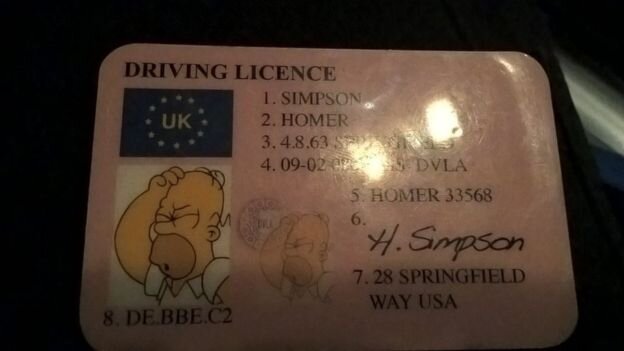 DRIVING LICENCE
UK
1. SIMPSON
2. HOMER
3. 4.8.63
4. 09-02- DVLA
5. HOMER 33568
6.
H. Simpson
DVLA
7. 28 SPRINGFIELD
WAY USA
8. DE.BBE.C2